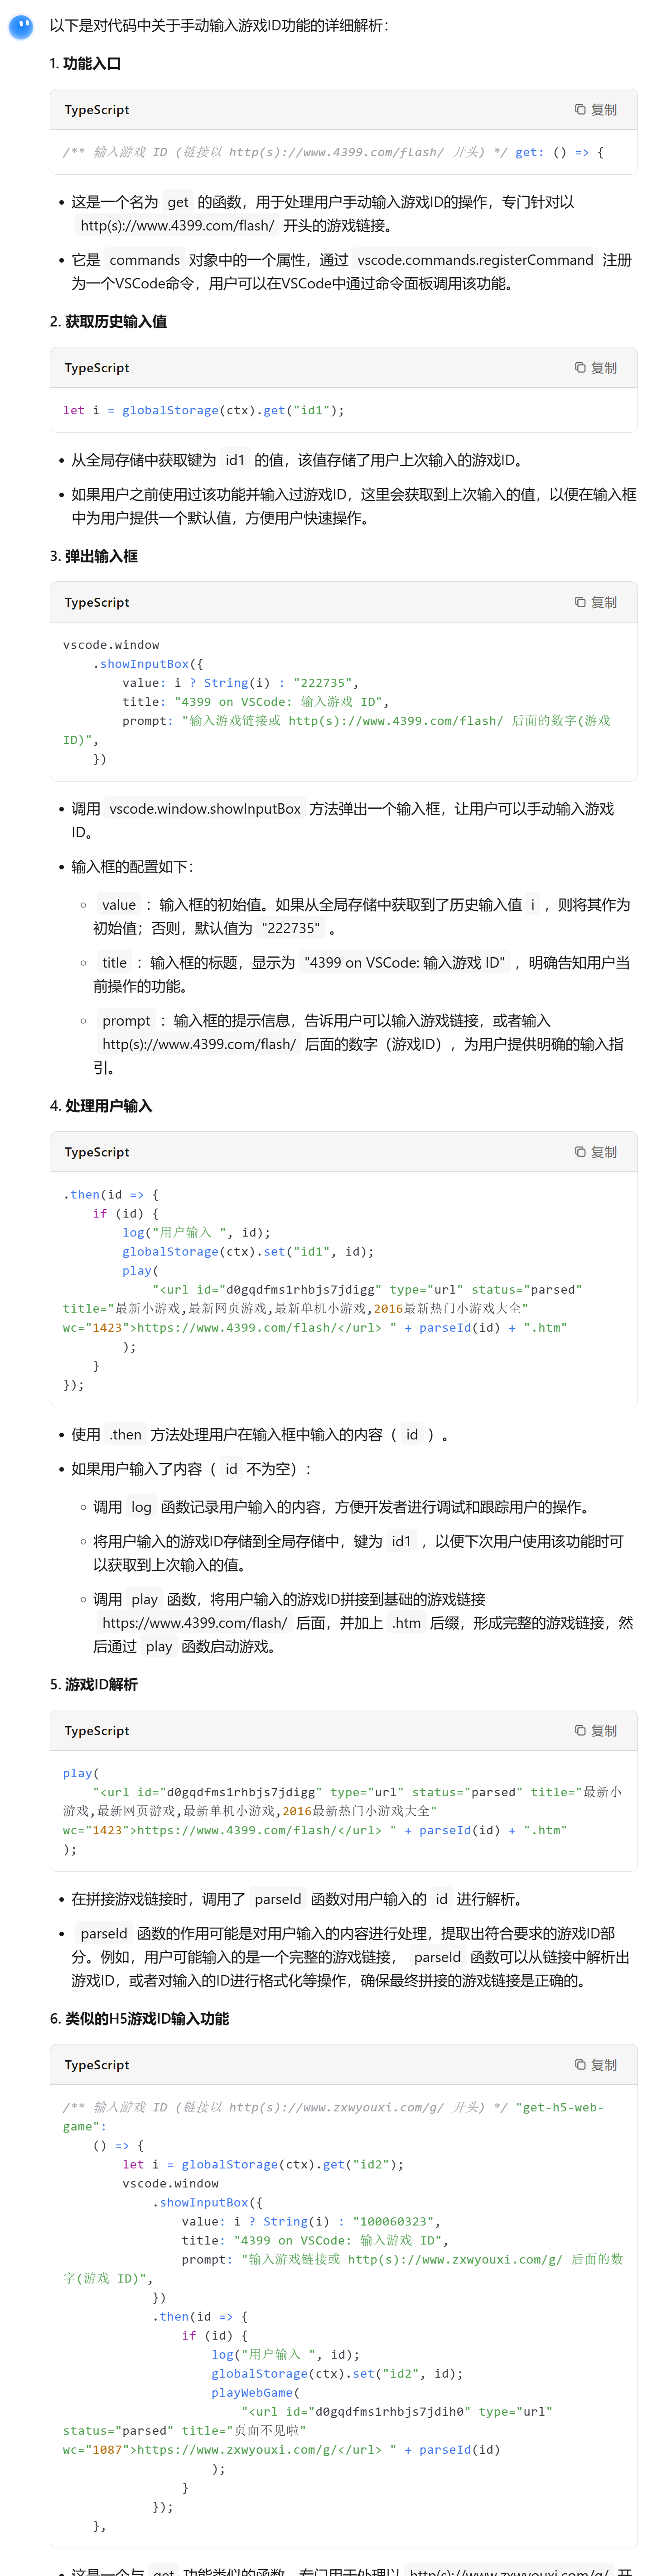 以下是对代码中关于手动输入游戏ID功能的详细解析：
1. 功能入口
TypeScript
复制
/** 输入游戏 ID (链接以 http(s)://www.4399.com/flash/ 开头) */ get: () => {
• 这是一个名为 get 的函数，用于处理用户手动输入游戏ID的操作，专门针对以
http(s)://www.4399.com/flash/ 开头的游戏链接。
• 它是 commands 对象中的一个属性，通过 vscode.commands.registerCommand 注册
为一个VSCode命令，用户可以在VSCode中通过命令面板调用该功能。
2. 获取历史输入值
TypeScript
复制
let i = globalStorage(ctx).get("id1");
• 从全局存储中获取键为 id1 的值，该值存储了用户上次输入的游戏ID。
• 如果用户之前使用过该功能并输入过游戏ID，这里会获取到上次输入的值，以便在输入框
中为用户提供一个默认值，方便用户快速操作。
3. 弹出输入框
TypeScript
复制
vscode.window
.showInputBox({
value: i ? String(i) : "222735",
title: "4399 on VSCode: 输入游戏 ID",
prompt: "输入游戏链接或 http(s)://www.4399.com/flash/ 后面的数字(游戏
ID)",
})
• 调用 vscode.window.showInputBox 方法弹出一个输入框，让用户可以手动输入游戏
ID。
• 输入框的配置如下：
◦ value ：输入框的初始值。如果从全局存储中获取到了历史输入值 i ，则将其作为
初始值；否则，默认值为 "222735" 。
◦ title ：输入框的标题，显示为 "4399 on VSCode: 输入游戏 ID" ，明确告知用户当
前操作的功能。
◦ prompt ：输入框的提示信息，告诉用户可以输入游戏链接，或者输入
http(s)://www.4399.com/flash/ 后面的数字（游戏ID），为用户提供明确的输入指
引。
4. 处理用户输入
TypeScript
复制
.then(id => {
if (id) {
log("用户输入 ", id);
globalStorage(ctx).set("id1", id);
play(
"<url id="d0gqdfms1rhbjs7jdigg" type="url" status="parsed"
title="最新小游戏,最新网页游戏,最新单机小游戏,2016最新热门小游戏大全"
wc="1423">https://www.4399.com/flash/</url> " + parseId(id) + ".htm"
);
}
});
• 使用 .then 方法处理用户在输入框中输入的内容（ id ）。
• 如果用户输入了内容（ id 不为空）：
◦ 调用 log 函数记录用户输入的内容，方便开发者进行调试和跟踪用户的操作。
◦ 将用户输入的游戏ID存储到全局存储中，键为 id1 ，以便下次用户使用该功能时可
以获取到上次输入的值。
◦ 调用 play 函数，将用户输入的游戏ID拼接到基础的游戏链接
https://www.4399.com/flash/ 后面，并加上 .htm 后缀，形成完整的游戏链接，然
后通过 play 函数启动游戏。
5. 游戏ID解析
TypeScript
复制
play(
"<url id="d0gqdfms1rhbjs7jdigg" type="url" status="parsed" title="最新小
游戏,最新网页游戏,最新单机小游戏,2016最新热门小游戏大全"
wc="1423">https://www.4399.com/flash/</url> " + parseId(id) + ".htm"
);
• 在拼接游戏链接时，调用了 parseId 函数对用户输入的 id 进行解析。
• parseId 函数的作用可能是对用户输入的内容进行处理，提取出符合要求的游戏ID部
分。例如，用户可能输入的是一个完整的游戏链接， parseId 函数可以从链接中解析出
游戏ID，或者对输入的ID进行格式化等操作，确保最终拼接的游戏链接是正确的。
6. 类似的H5游戏ID输入功能
TypeScript
复制
/** 输入游戏 ID (链接以 http(s)://www.zxwyouxi.com/g/ 开头) */ "get-h5-web-
game":
() => {
let i = globalStorage(ctx).get("id2");
vscode.window
.showInputBox({
value: i ? String(i) : "100060323",
title: "4399 on VSCode: 输入游戏 ID",
prompt: "输入游戏链接或 http(s)://www.zxwyouxi.com/g/ 后面的数
字(游戏 ID)",
})
.then(id => {
if (id) {
log("用户输入 ", id);
globalStorage(ctx).set("id2", id);
playWebGame(
"<url id="d0gqdfms1rhbjs7jdih0" type="url"
status="parsed" title="页面不见啦"
wc="1087">https://www.zxwyouxi.com/g/</url> " + parseId(id)
);
}
});
},
• 这是一个与 get 功能类似的函数，专门用于处理以 http(s)://www.zxwyouxi.com/g/ 开